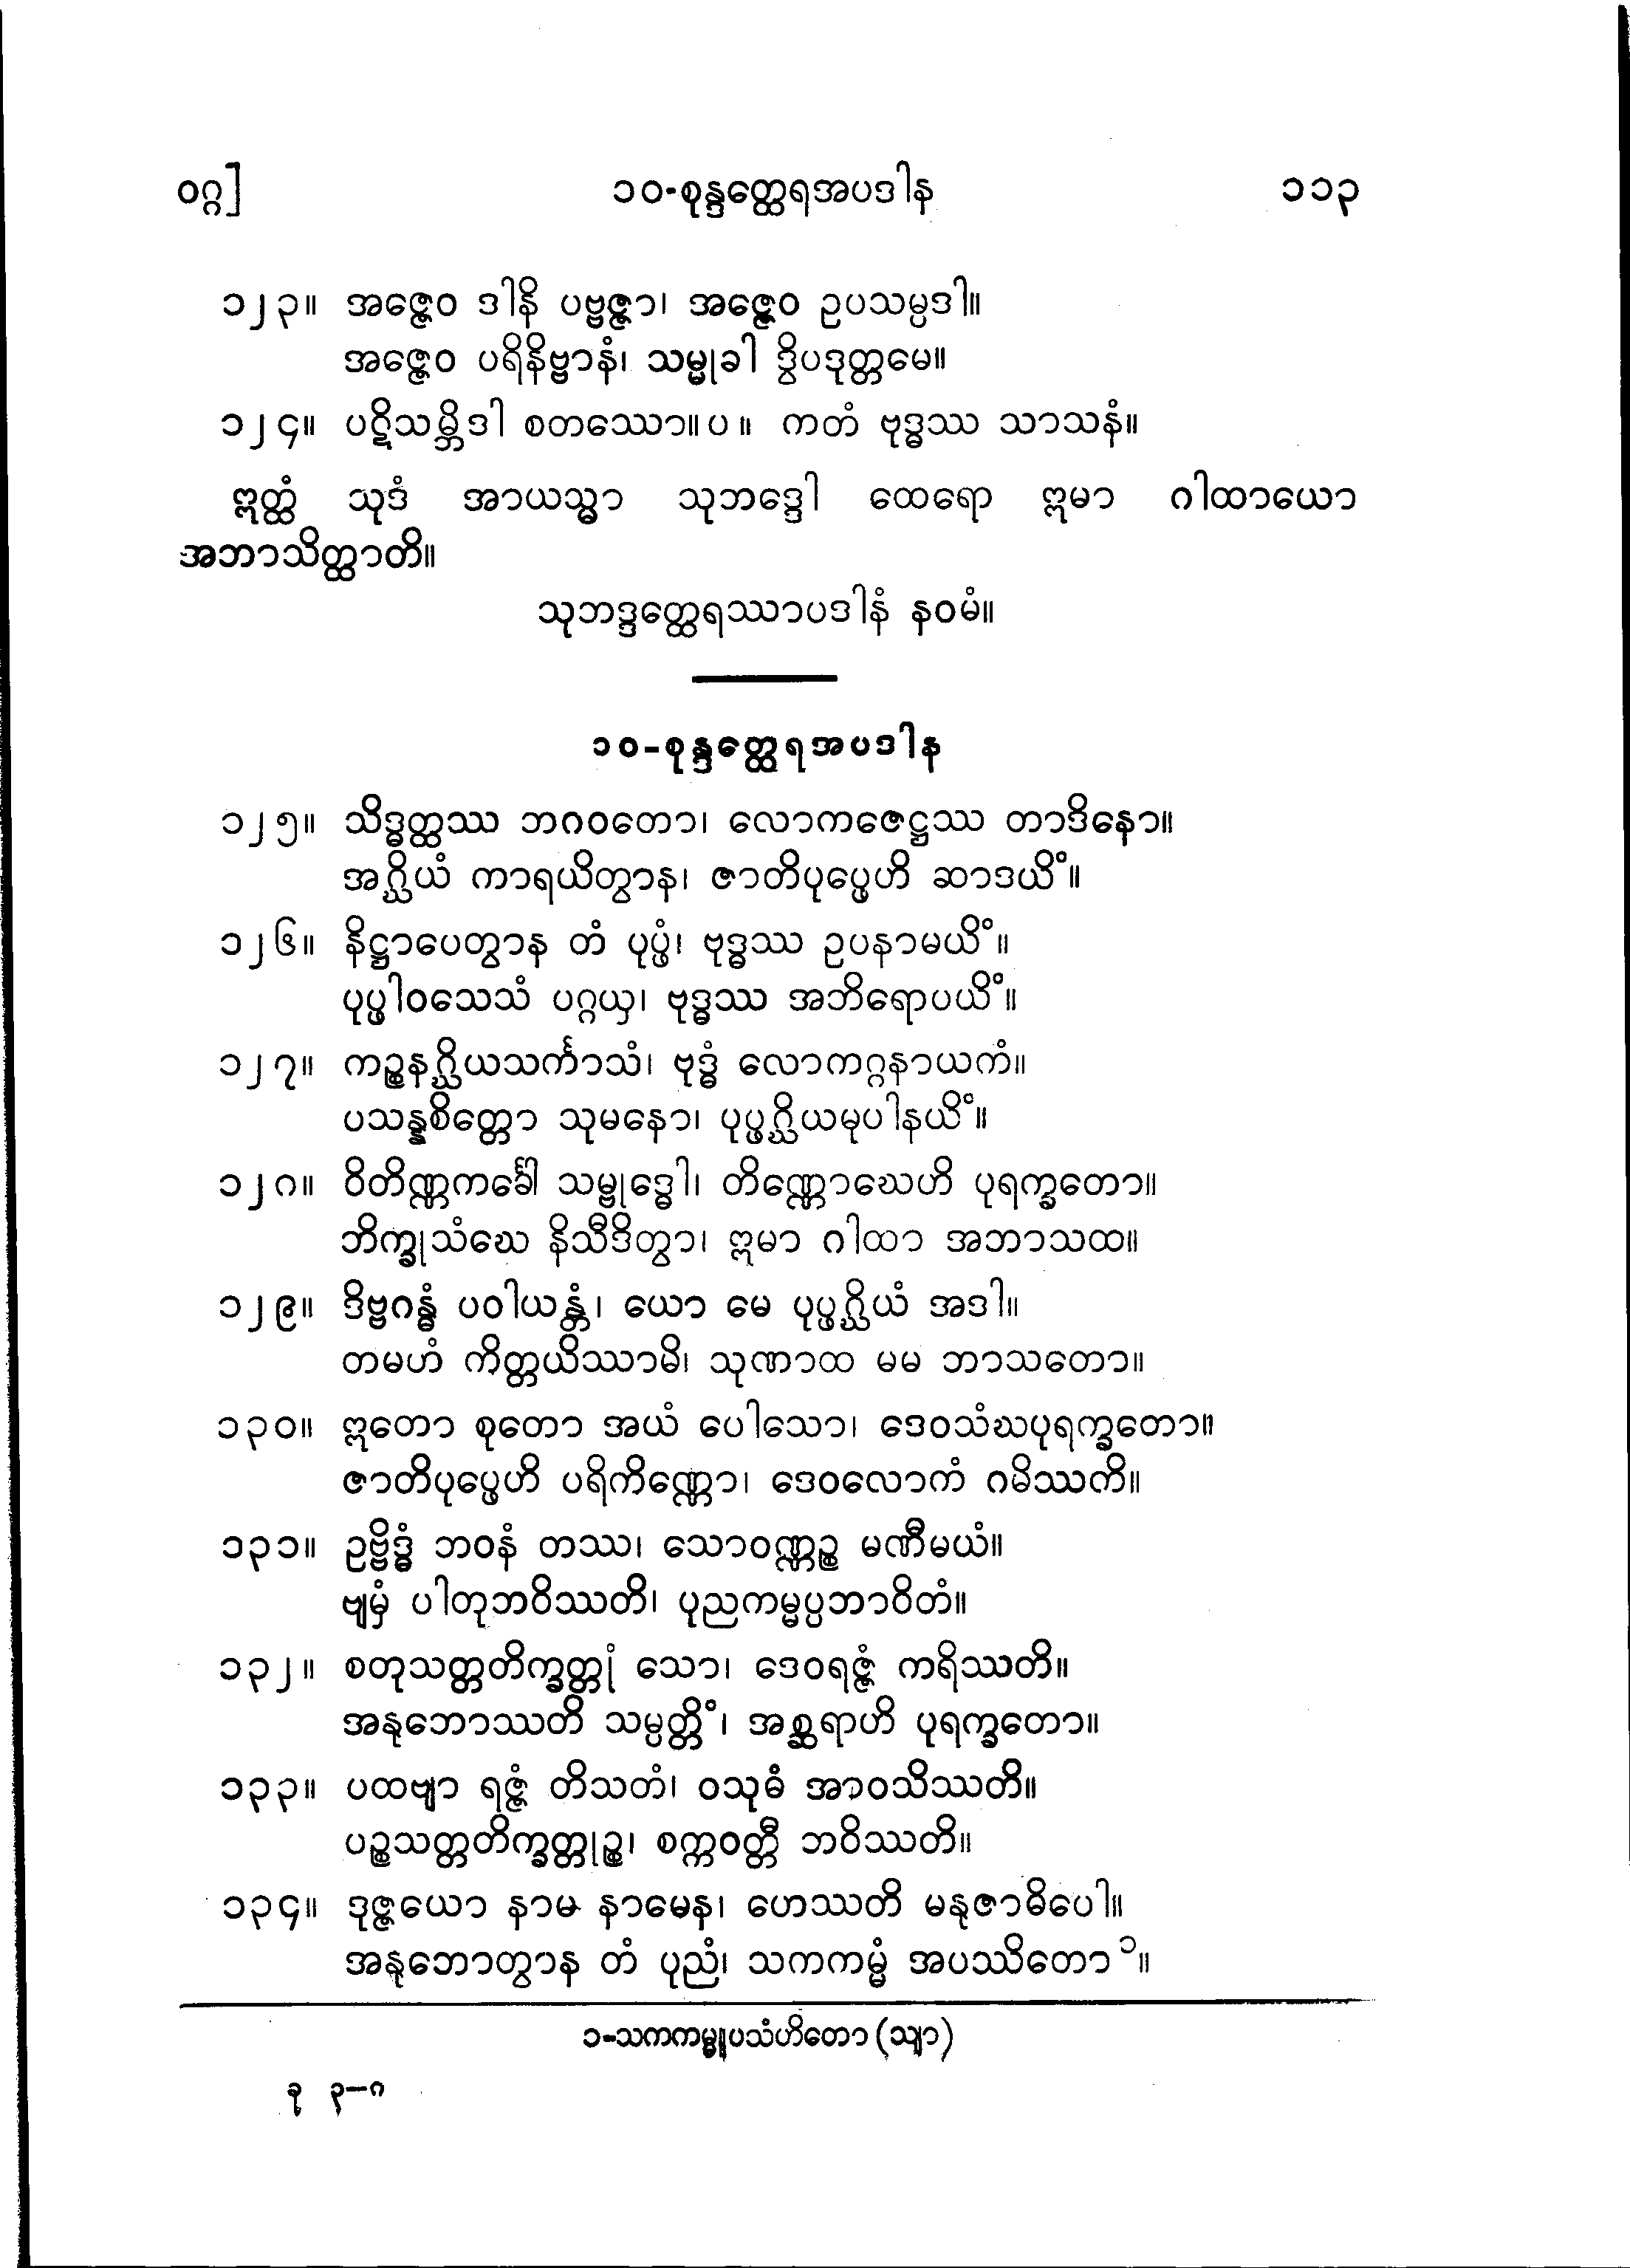 ဝဂ္ဂ] ၁၀-စုန္ဒတ္ထေရအပဒါန ၁၁၃
၁၂၃။ အဇ္ဇေဝ ဒါနိ ပဗ္ဗဇ္ဇာ၊ အဇ္ဇေဝ ဥပသမ္ပဒါ။
အဇ္ဇေဝ ပရိနိဗ္ဗာနံ၊ သမ္မုခါ ဒွိပဒုတ္တမေ။
၁၂၄။ ပဋိသမ္ဘိဒါ စတဿော။ပ။ ကတံ ဗုဒ္ဓဿ သာသနံ။
ဣတ္ထံ သုဒံ အာယသ္မာ သုဘဒ္ဒေါ ထေရော ဣမာ ဂါထာယော
အဘာသိတ္ထာတိ။
သုဘဒ္ဒတ္ထေရဿာပဒါနံ နဝမံ။
၁၀-စုန္ဒတ္ထေရအပဒါန
၁၂၅။ သိဒ္ဓတ္ထဿ ဘဂဝတော၊ လောကဇေဋ္ဌဿ တာဒိနော။
အဂ္ဃိယံ ကာရယိတွာန၊ ဇာတိပုပ္ဖေဟိ ဆာဒယိံ။
၁၂၆။ နိဋ္ဌာပေတွာန တံ ပုပ္ဖံ၊ ဗုဒ္ဓဿ ဥပနာမယိံ။
ပုပ္ဖါဝသေသံ ပဂ္ဂယှ၊ ဗုဒ္ဓဿ အဘိရောပယိံ။
၁၂၇။ ကဉ္စနဂ္ဃိယသင်္ကာသံ၊ ဗုဒ္ဓံ လောကဂ္ဂနာယကံ။
ပသန္နစိတ္တော သုမနော၊ ပုပ္ဖဂ္ဃိယမုပါနယိံ။
၁၂၈။ ဝိတိဏ္ဏကင်္ခေါ သမ္ဗုဒ္ဓေါ၊ တိဏ္ဏောဃေဟိ ပုရက္ခတော။
ဘိက္ခုသံဃေ နိသီဒိတွာ၊ ဣမာ ဂါထာ အဘာသထ။
၁၂၉။ ဒိဗ္ဗဂန္ဓံ ပဝါယန္တံ၊ ယော မေ ပုပ္ဖဂ္ဃိယံ အဒါ။
တမဟံ ကိတ္တယိဿာမိ၊ သုဏာထ မမ ဘာသတော။
၁၃၀။ ဣတော စုတော အယံ ပေါသော၊ ဒေဝသံဃပုရက္ခတော။
ဇာတိပုပ္ဖေဟိ ပရိကိဏ္ဏော၊ ဒေဝလောကံ ဂမိဿကိ။
၁၃၁။ ဥဗ္ဗိဒ္ဓံ ဘဝနံ တဿ၊ သောဝဏ္ဏဉ္စ မဏီမယံ။
ဗျမှံ ပါတုဘဝိဿတိ၊ ပုညကမ္မပ္ပဘာဝိတံ။
၁၃၂။ စတုသတ္တတိက္ခတ္တုံ သော၊ ဒေဝရဇ္ဇံ ကရိဿတိ။
အနုဘောဿတိ သမ္ပတ္တိံ၊ အစ္ဆရာဟိ ပုရက္ခတော။
၁၃၃။ ပထဗျာ ရဇ္ဇံ တိသတံ၊ ဝသုဓံ အာဝသိဿတိ။
ပဉ္စသတ္တတိက္ခတ္တုဉ္စ၊ စက္ကဝတ္တီ ဘဝိဿတိ။
၁၃၄။ ဒုဇ္ဇယော နာမ နာမေန၊ ဟေဿတိ မနုဇာဓိပေါ။
အနုဘောတွာန တံ ပုညံ၊ သကကမ္မံ အပဿိတော ၁။
၁-သကကမ္မူပသံဟိတော (သျာ)
ခု ၃-၈